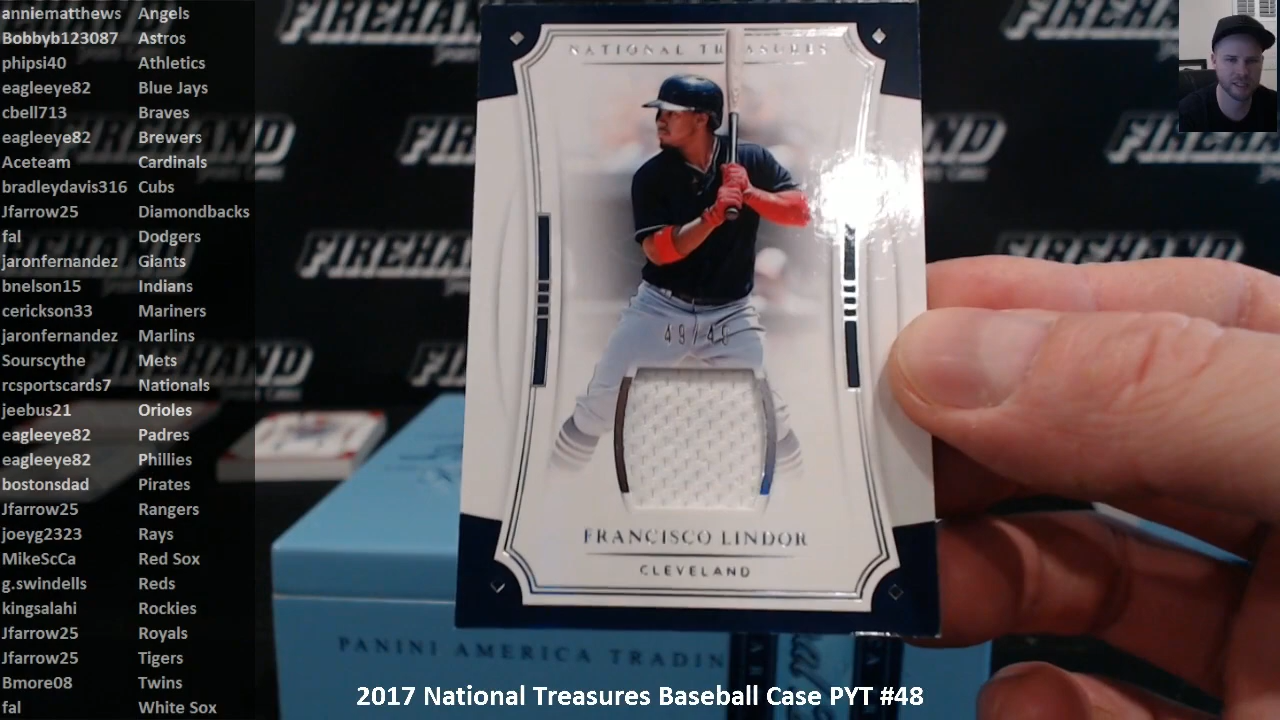 anniematthews Angels
Bobbyb123087 Astros
phipsi40 Athletics
eagleeye82 Blue Jays
cbell713 Braves
eagleeye82 Brewers
Aceteam Cardinals
bradleydavis316 Cubs
Jfarrow25 Diamondbacks
fal Dodgers
jaronfernandez Giants
bnelson15 Indians
cerickson33 Mariners
jaronfernandez Marlins
Sourscythe Mets
rcsportscards7 Nationals
jeebus21 Orioles
eagleeye82 Padres
eagleeye82 Phillies
bostonsdad Pirates
Jfarrow25 Rangers
joeyg2323 Rays
MikeScCa Red Sox
g.swindells Reds
kingsalahi Rockies
Jfarrow25 Royals
Jfarrow25 Tigers
Bmore08 Twins
fal White Sox
FIREHAND
FIREHAND
FIREHAND
FIREHAND
NATIONAL TREASURES
FRANCISCO LINDOR
CLEVELAND
PANINI AMERICA TRADIN
2017 National Treasures Baseball Case PYT #48